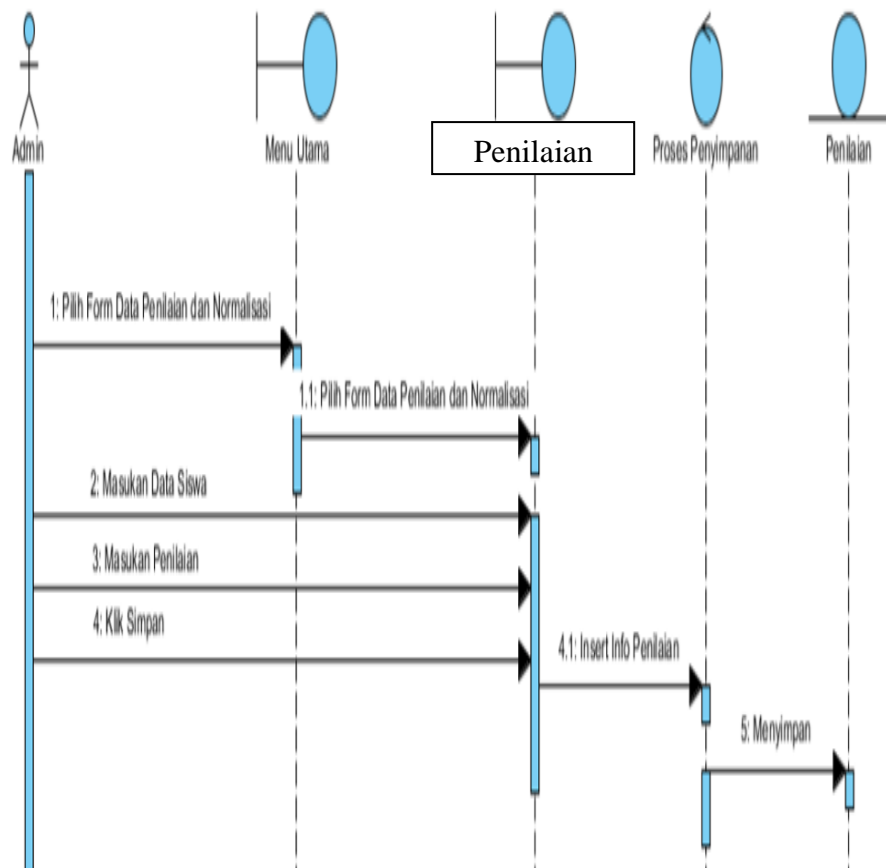 Admin
Menu Utama
Penilaian
Proses Penyimpanan
Penilaian
1: Pilih Form Data Penilaian dan Normalisasi
1.1: Pilih Form Data Penilaian dan Normalisasi
2: Masukan Data Siswa
3: Masukan Penilaian
4: Klik Simpan
4.1: Insert Info Penilaian
5: Menyimpan